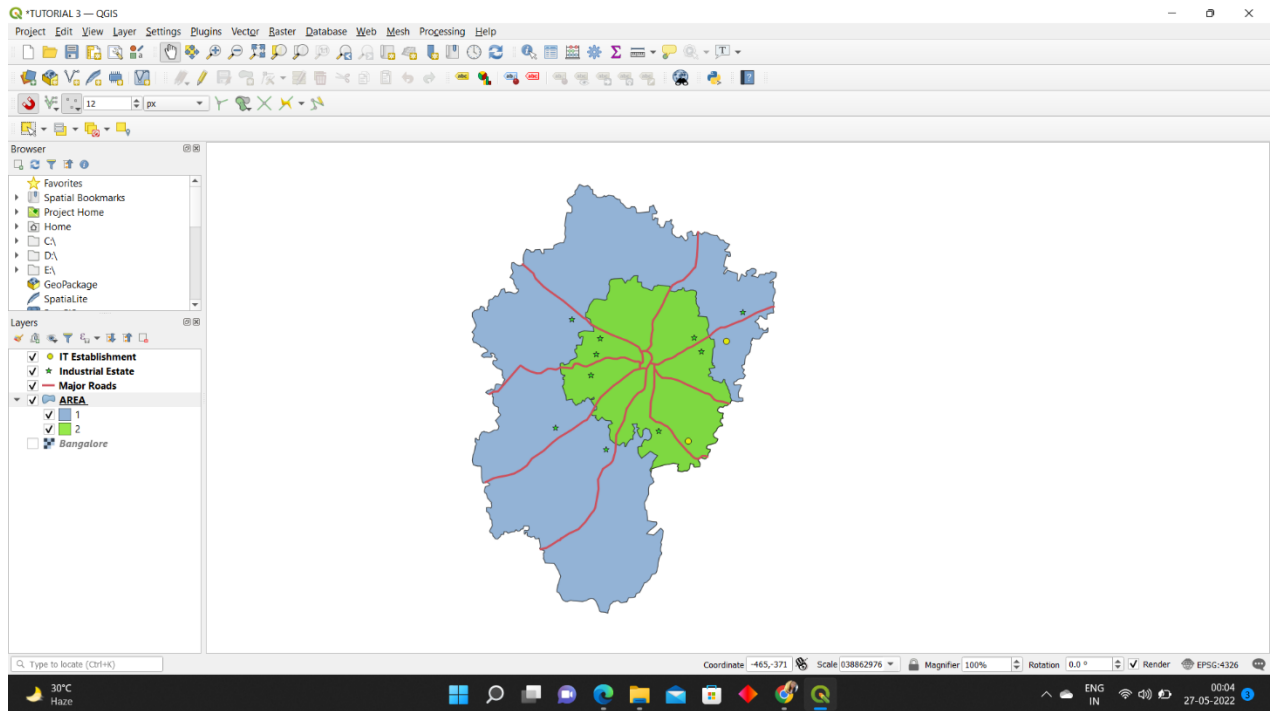 *TUTORIAL 3 — QGIS
Project Edit View Layer Settings Plugins Vector Raster Database Web Mesh Processing Help
12 px
Browser
Favorites
Spatial Bookmarks
Project Home
Home
C:\
D:\
E:\
GeoPackage
SpatiaLite
Layers
IT Establishment
Industrial Estate
Major Roads
AREA
1
2
Bangalore
Type to locate (Ctrl+K)
Coordinate -465,-371 Scale 038862976 Magnifier 100% Rotation 0.0 ° Render EPSG:4326
30°C
Haze
ENG
IN
00:04
27-05-2022
3